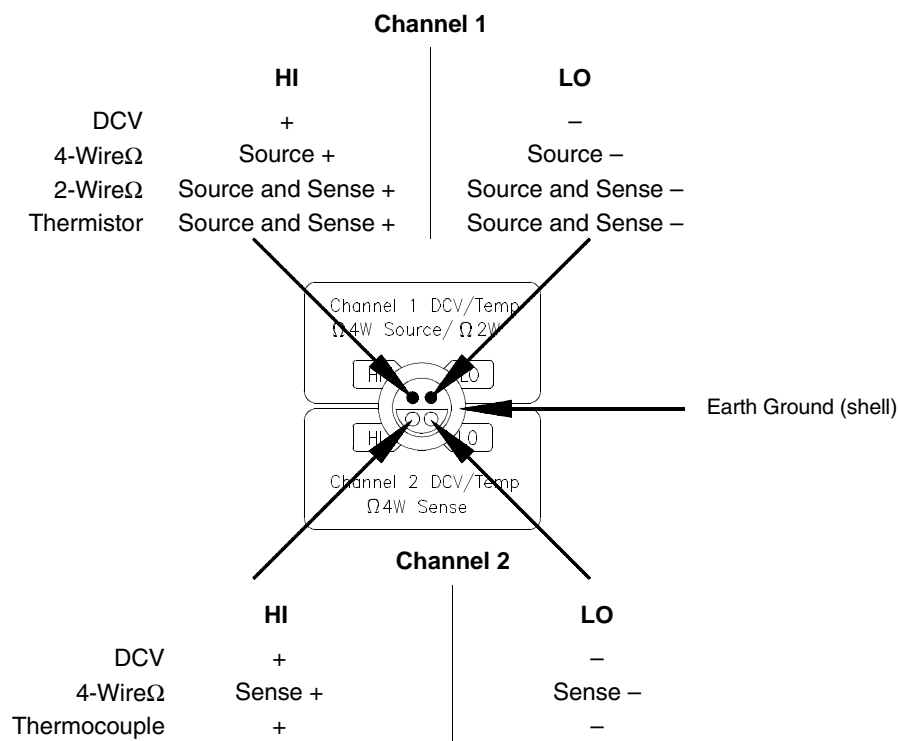 Channel 1
HI LO
DCV + –
4-WireΩ Source + Source –
2-WireΩ Source and Sense + Source and Sense –
Thermistor Source and Sense + Source and Sense –
Channel 1 DCV/Temp
Ω4W Source/Ω2W
HI LO
Earth Ground (shell)
HI LO
Channel 2 DCV/Temp
Ω4W Sense
Channel 2
HI LO
DCV + –
4-WireΩ Sense + Sense –
Thermocouple + –